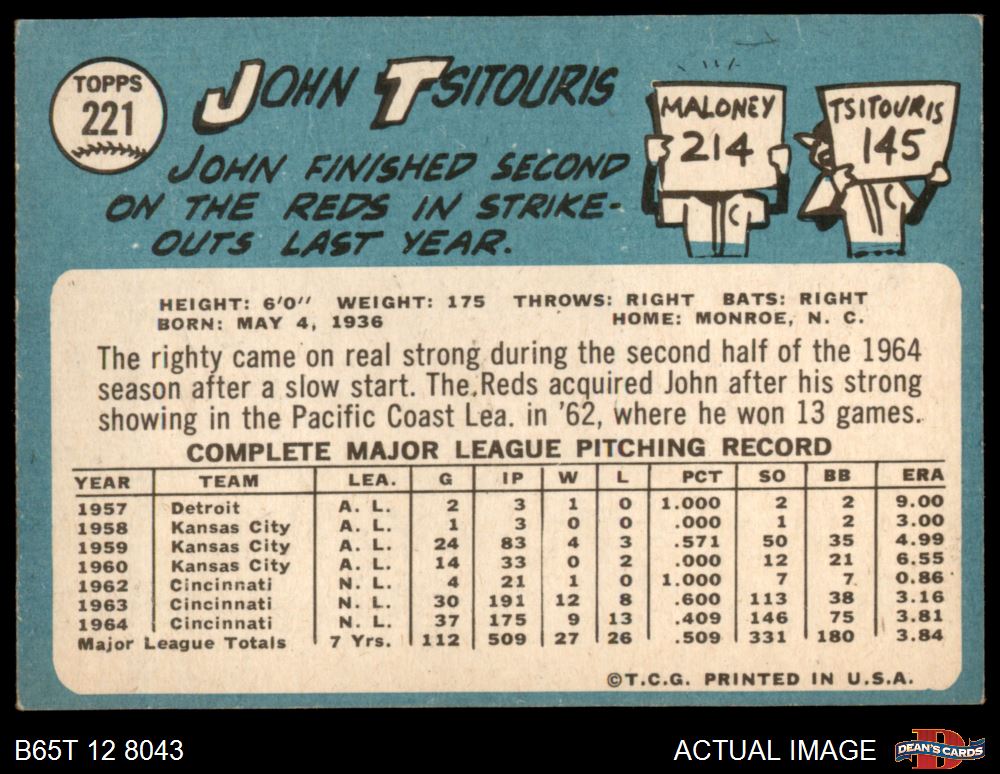 TOPPS
221
JOHN TSITOURIS
JOHN FINISHED SECOND
ON THE REDS IN STRIKE-
OUTS LAST YEAR.
MALONEY
214
C
TSITOURIS
145
C
HEIGHT: 6'0" WEIGHT: 175 THROWS: RIGHT BATS: RIGHT
BORN: MAY 4, 1936 HOME: MONROE, N. C.
The righty came on real strong during the second half of the 1964
season after a slow start. The Reds acquired John after his strong
showing in the Pacific Coast Lea. in '62, where he won 13 games.
COMPLETE MAJOR LEAGUE PITCHING RECORD
YEAR TEAM LEA. G IP W L PCT SO BB ERA
1957 Detroit A. L. 2 3 1 0 1.000 2 2 9.00
1958 Kansas City A. L. 1 3 0 0 .000 1 2 3.00
1959 Kansas City A. L. 24 83 4 3 .571 50 35 4.99
1960 Kansas City A. L. 14 33 0 2 .000 12 21 6.55
1962 Cincinnati N. L. 4 21 1 0 1.000 7 7 0.86
1963 Cincinnati N. L. 30 191 12 8 .600 113 38 3.16
1964 Cincinnati N. L. 37 175 9 13 .409 146 75 3.81
Major League Totals 7 Yrs. 112 509 27 26 .509 331 180 3.84
©T.C.G. PRINTED IN U.S.A.
B65T 12 8043
ACTUAL IMAGE
D
DEAN'S CARDS